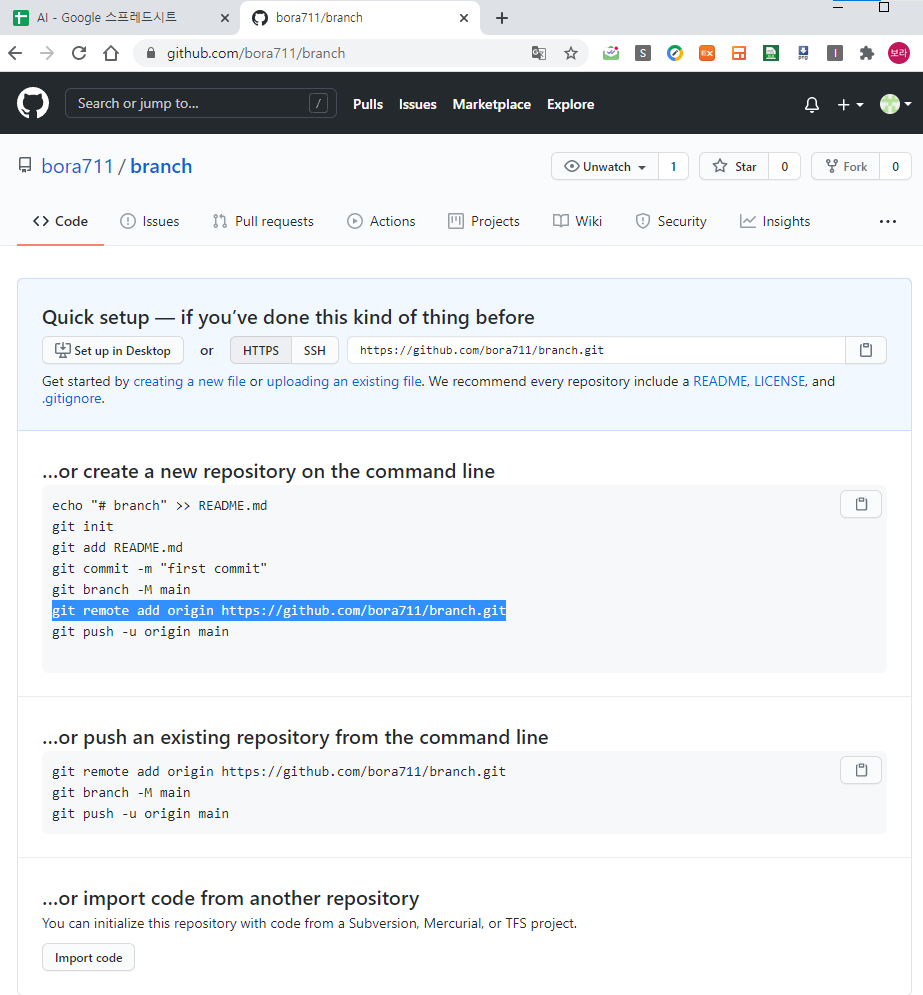 AI - Google 스프레드시트
bora711/branch
github.com/bora711/branch
S
EX
I
보라
Search or jump to...
/
Pulls Issues Marketplace Explore
bora711 / branch
Unwatch 1 Star 0 Fork 0
Code Issues Pull requests Actions Projects Wiki Security Insights
Quick setup — if you’ve done this kind of thing before
Set up in Desktop or HTTPS SSH https://github.com/bora711/branch.git
Get started by creating a new file or uploading an existing file. We recommend every repository include a README, LICENSE, and
.gitignore.
…or create a new repository on the command line
echo "# branch" >> README.md
git init
git add README.md
git commit -m "first commit"
git branch -M main
git remote add origin https://github.com/bora711/branch.git
git push -u origin main
…or push an existing repository from the command line
git remote add origin https://github.com/bora711/branch.git
git branch -M main
git push -u origin main
…or import code from another repository
You can initialize this repository with code from a Subversion, Mercurial, or TFS project.
Import code